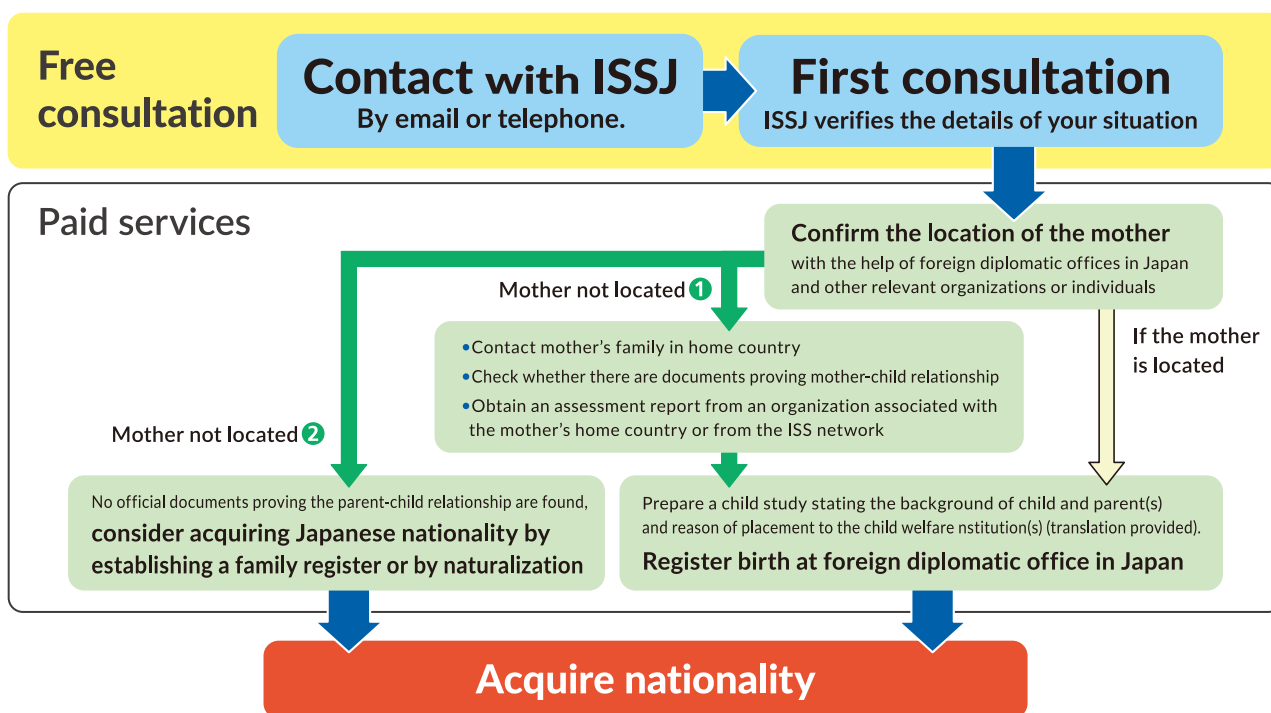 Free
consultation
Contact with ISSJ
By email or telephone.
First consultation
ISSJ verifies the details of your situation
Paid services
Confirm the location of the mother
with the help of foreign diplomatic offices in Japan
and other relevant organizations or individuals
Mother not located ❶
•Contact mother's family in home country
•Check whether there are documents proving mother-child relationship
•Obtain an assessment report from an organization associated with
the mother's home country or from the ISS network
If the mother
is located
Mother not located ❷
No official documents proving the parent-child relationship are found,
consider acquiring Japanese nationality by
establishing a family register or by naturalization
Prepare a child study stating the background of child and parent(s)
and reason of placement to the child welfare nstitution(s) (translation provided).
Register birth at foreign diplomatic office in Japan
Acquire nationality